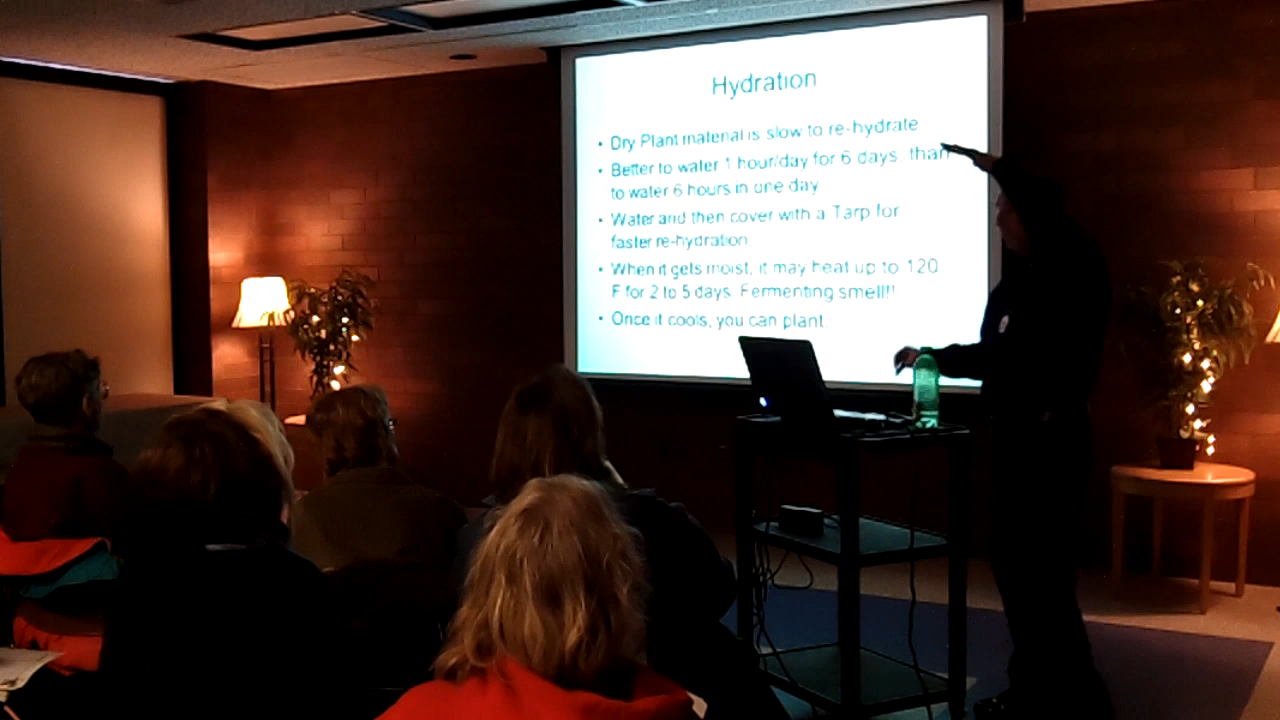 Hydration
• Dry Plant material is slow to re-hydrate
• Better to water 1 hour/day for 6 days than
to water 6 hours in one day
• Water and then cover with a Tarp for
faster re-hydration
• When it gets moist, it may heat up to 120
F for 2 to 5 days. Fermenting smell!!
• Once it cools, you can plant